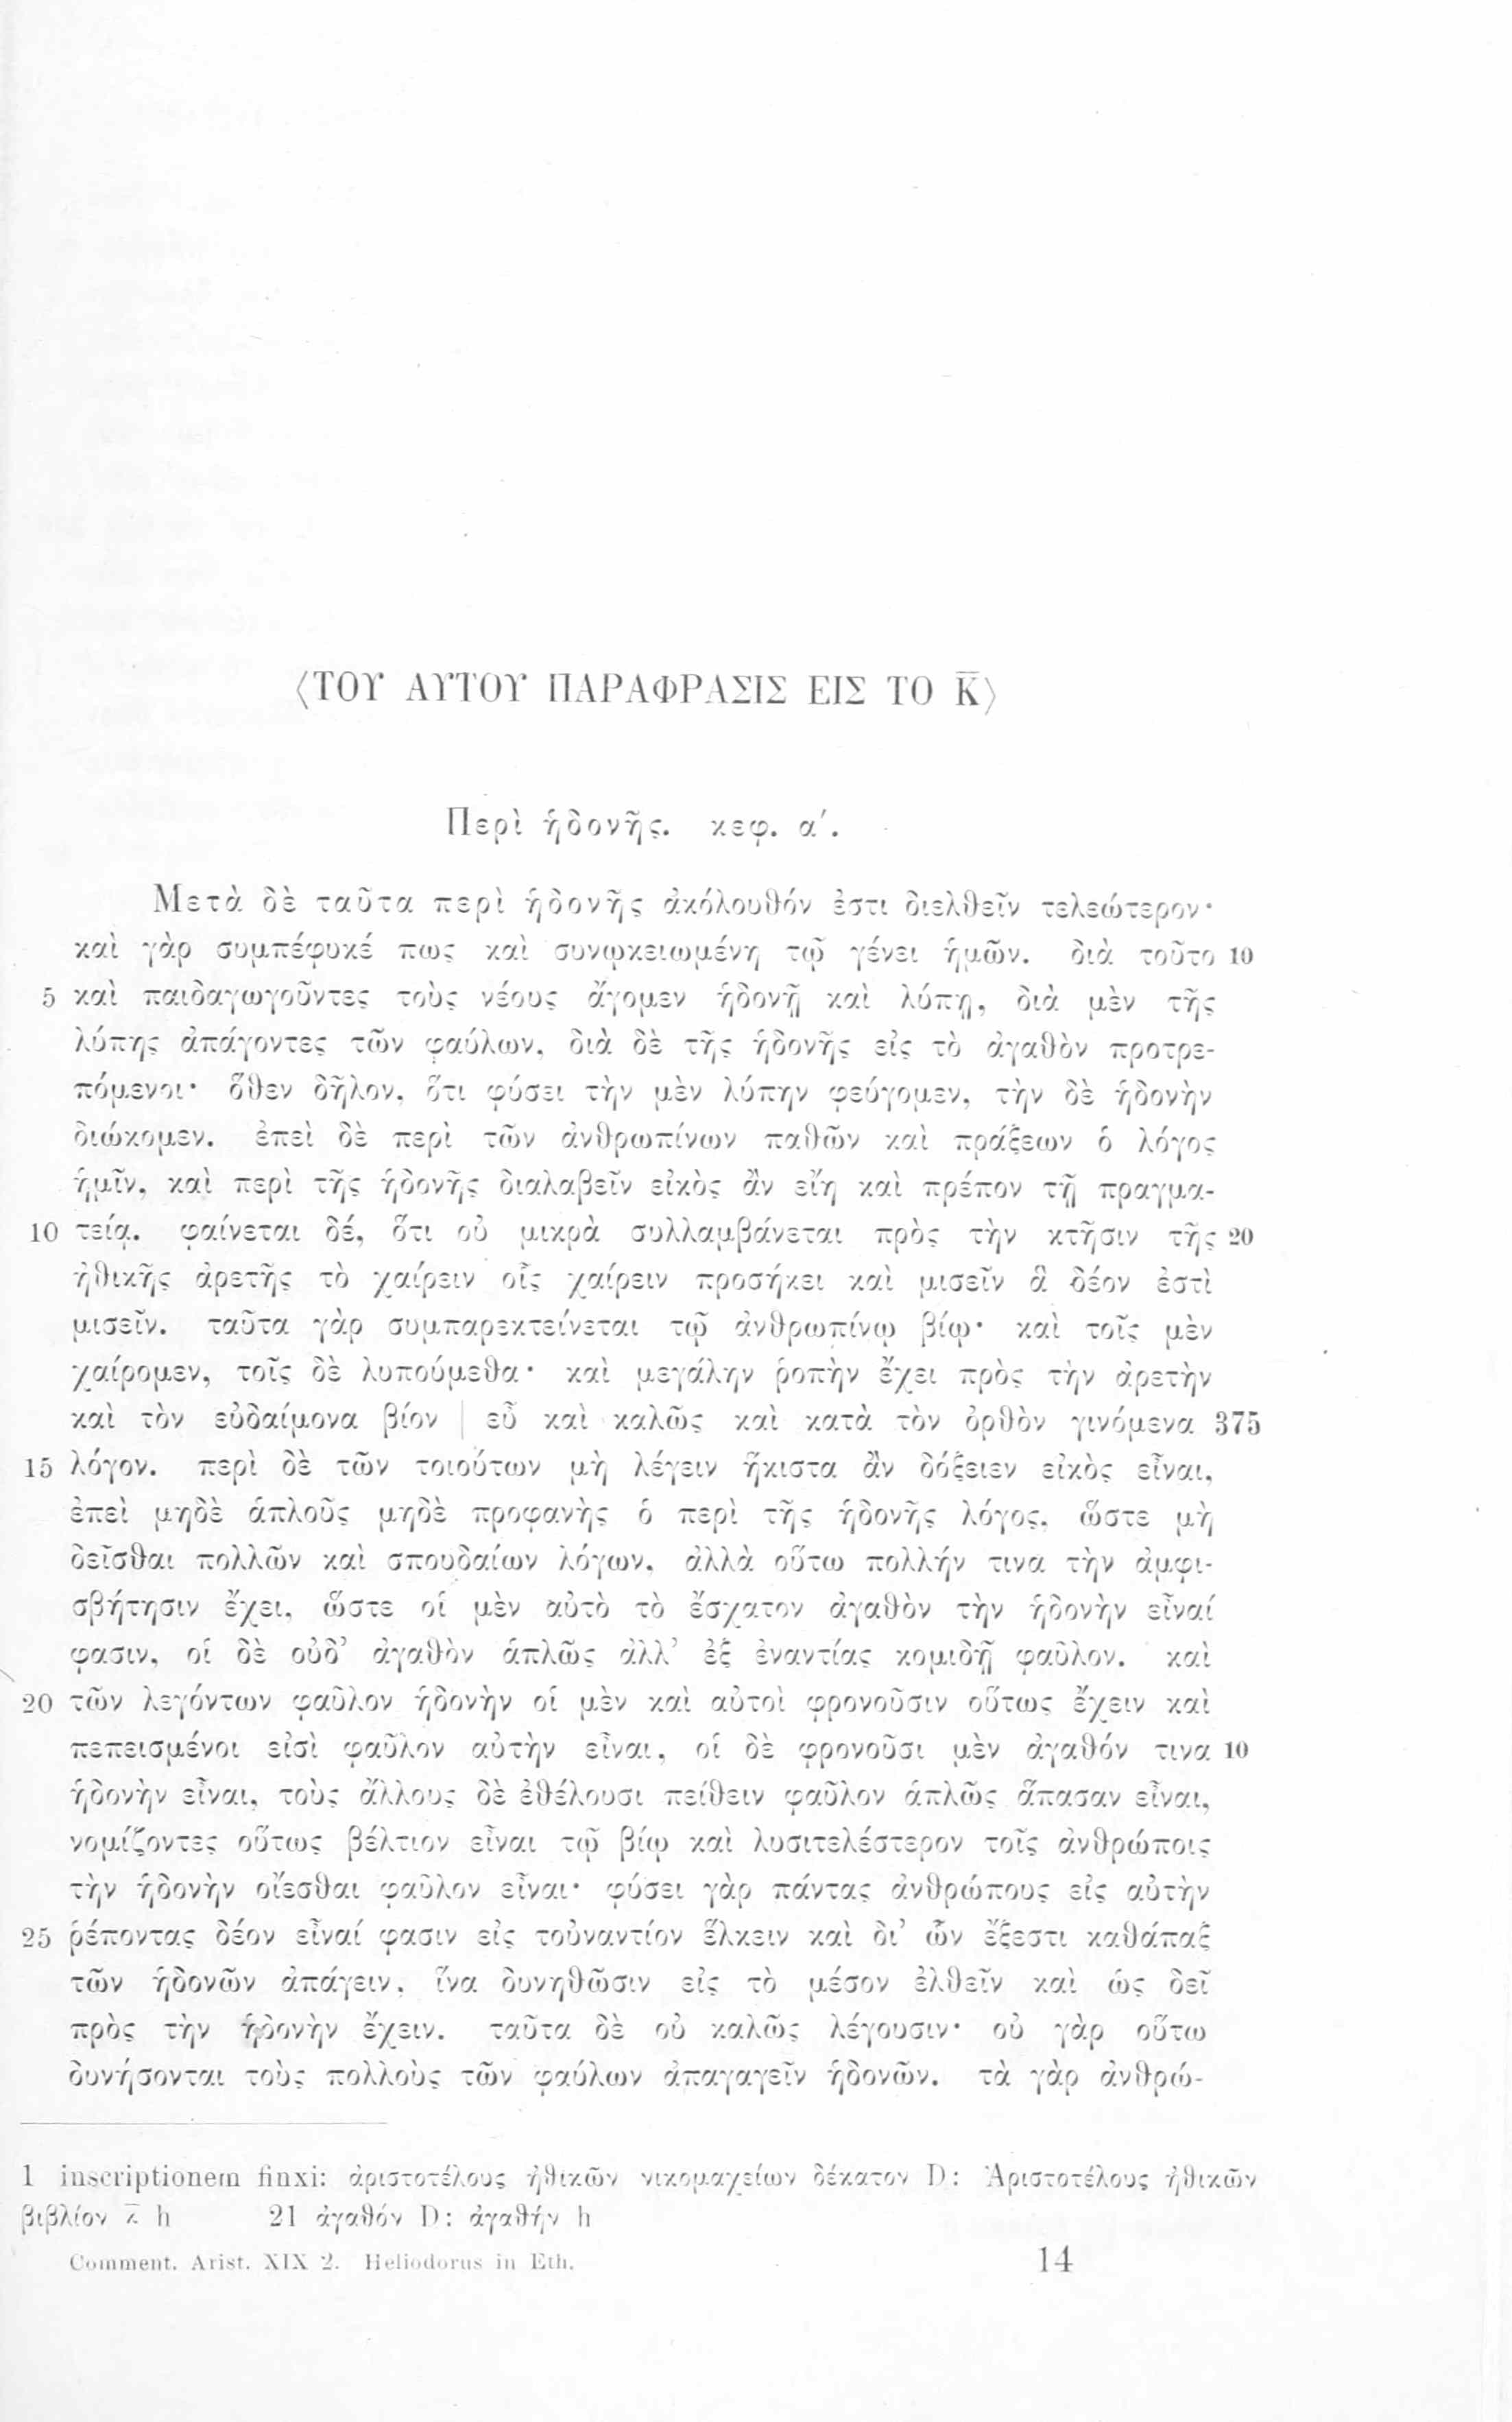 ⟨ΤΟΥ ΑΥΤΟΥ ΠΑΡΑΦΡΑΣΙΣ ΕΙΣ ΤΟ Κ̅⟩
Περὶ ἡδονῆς. κεφ. α΄.
Μετὰ δὲ ταῦτα περὶ ἡδονῆς ἀκόλουθόν ἐστι διελθεῖν τελεώτερον·
καὶ γὰρ συμπέφυκέ πως καὶ συνῳκειωμένη τῷ γένει ἡμῶν. διὰ τοῦτο 10
5 καὶ παιδαγωγοῦντες τοὺς νέους ἄγομεν ἡδονῇ καὶ λύπῃ, διὰ μὲν τῆς
λύπης ἀπάγοντες τῶν φαύλων, διὰ δὲ τῆς ἡδονῆς εἰς τὸ ἀγαθὸν προτρε-
πόμενοι· ὅθεν δῆλον, ὅτι φύσει τὴν μὲν λύπην φεύγομεν, τὴν δὲ ἡδονὴν
διώκομεν. ἐπεὶ δὲ περὶ τῶν ἀνθρωπίνων παθῶν καὶ πράξεων ὁ λόγος
ἡμῖν, καὶ περὶ τῆς ἡδονῆς διαλαβεῖν εἰκὸς ἂν εἴη καὶ πρέπον τῇ πραγμα-
10 τείᾳ. φαίνεται δέ, ὅτι οὐ μικρὰ συλλαμβάνεται πρὸς τὴν κτῆσιν τῆς 20
ἠθικῆς ἀρετῆς τὸ χαίρειν οἷς χαίρειν προσήκει καὶ μισεῖν ἃ δέον ἐστὶ
μισεῖν. ταῦτα γὰρ συμπαρεκτείνεται τῷ ἀνθρωπίνῳ βίῳ· καὶ τοῖς μὲν
χαίρομεν, τοῖς δὲ λυπούμεθα· καὶ μεγάλην ῥοπὴν ἔχει πρὸς τὴν ἀρετὴν
καὶ τὸν εὐδαίμονα βίον | εὖ καὶ καλῶς καὶ κατὰ τὸν ὀρθὸν γινόμενα 375
15 λόγον. περὶ δὲ τῶν τοιούτων μὴ λέγειν ἥκιστα ἂν δόξειεν εἰκὸς εἶναι,
ἐπεὶ μηδὲ ἁπλοῦς μηδὲ προφανὴς ὁ περὶ τῆς ἡδονῆς λόγος, ὥστε μὴ
δεῖσθαι πολλῶν καὶ σπουδαίων λόγων, ἀλλὰ οὕτω πολλήν τινα τὴν ἀμφι-
σβήτησιν ἔχει, ὥστε οἱ μὲν αὐτὸ τὸ ἔσχατον ἀγαθὸν τὴν ἡδονὴν εἶναί
φασιν, οἱ δὲ οὐδ’ ἀγαθὸν ἁπλῶς ἀλλ’ ἐξ ἐναντίας κομιδῇ φαῦλον. καὶ
20 τῶν λεγόντων φαῦλον ἡδονὴν οἱ μὲν καὶ αὐτοὶ φρονοῦσιν οὕτως ἔχειν καὶ
πεπεισμένοι εἰσὶ φαῦλον αὐτὴν εἶναι, οἱ δὲ φρονοῦσι μὲν ἀγαθόν τινα 10
ἡδονὴν εἶναι, τοὺς ἄλλους δὲ ἐθέλουσι πείθειν φαῦλον ἁπλῶς ἅπασαν εἶναι,
νομίζοντες οὕτως βέλτιον εἶναι τῷ βίῳ καὶ λυσιτελέστερον τοῖς ἀνθρώποις
τὴν ἡδονὴν οἴεσθαι φαῦλον εἶναι· φύσει γὰρ πάντας ἀνθρώπους εἰς αὐτὴν
25 ῥέποντας δέον εἶναί φασιν εἰς τοὐναντίον ἕλκειν καὶ δι’ ὧν ἔξεστι καθάπαξ
τῶν ἡδονῶν ἀπάγειν, ἵνα δυνηθῶσιν εἰς τὸ μέσον ἐλθεῖν καὶ ὡς δεῖ
πρὸς τὴν ἡδονὴν ἔχειν. ταῦτα δὲ οὐ καλῶς λέγουσιν· οὐ γὰρ οὕτω
δυνήσονται τοὺς πολλοὺς τῶν φαύλων ἀπαγαγεῖν ἡδονῶν. τὰ γὰρ ἀνθρώ-
1 inscriptionem finxi: ἀριστοτέλους ἠθικῶν νικομαχείων δέκατον D: Ἀριστοτέλους ἠθικῶν
βιβλίον κ̅ h 21 ἀγαθόν D: ἀγαθήν h
Comment. Arist. XIX 2. Heliodorus in Eth. 14